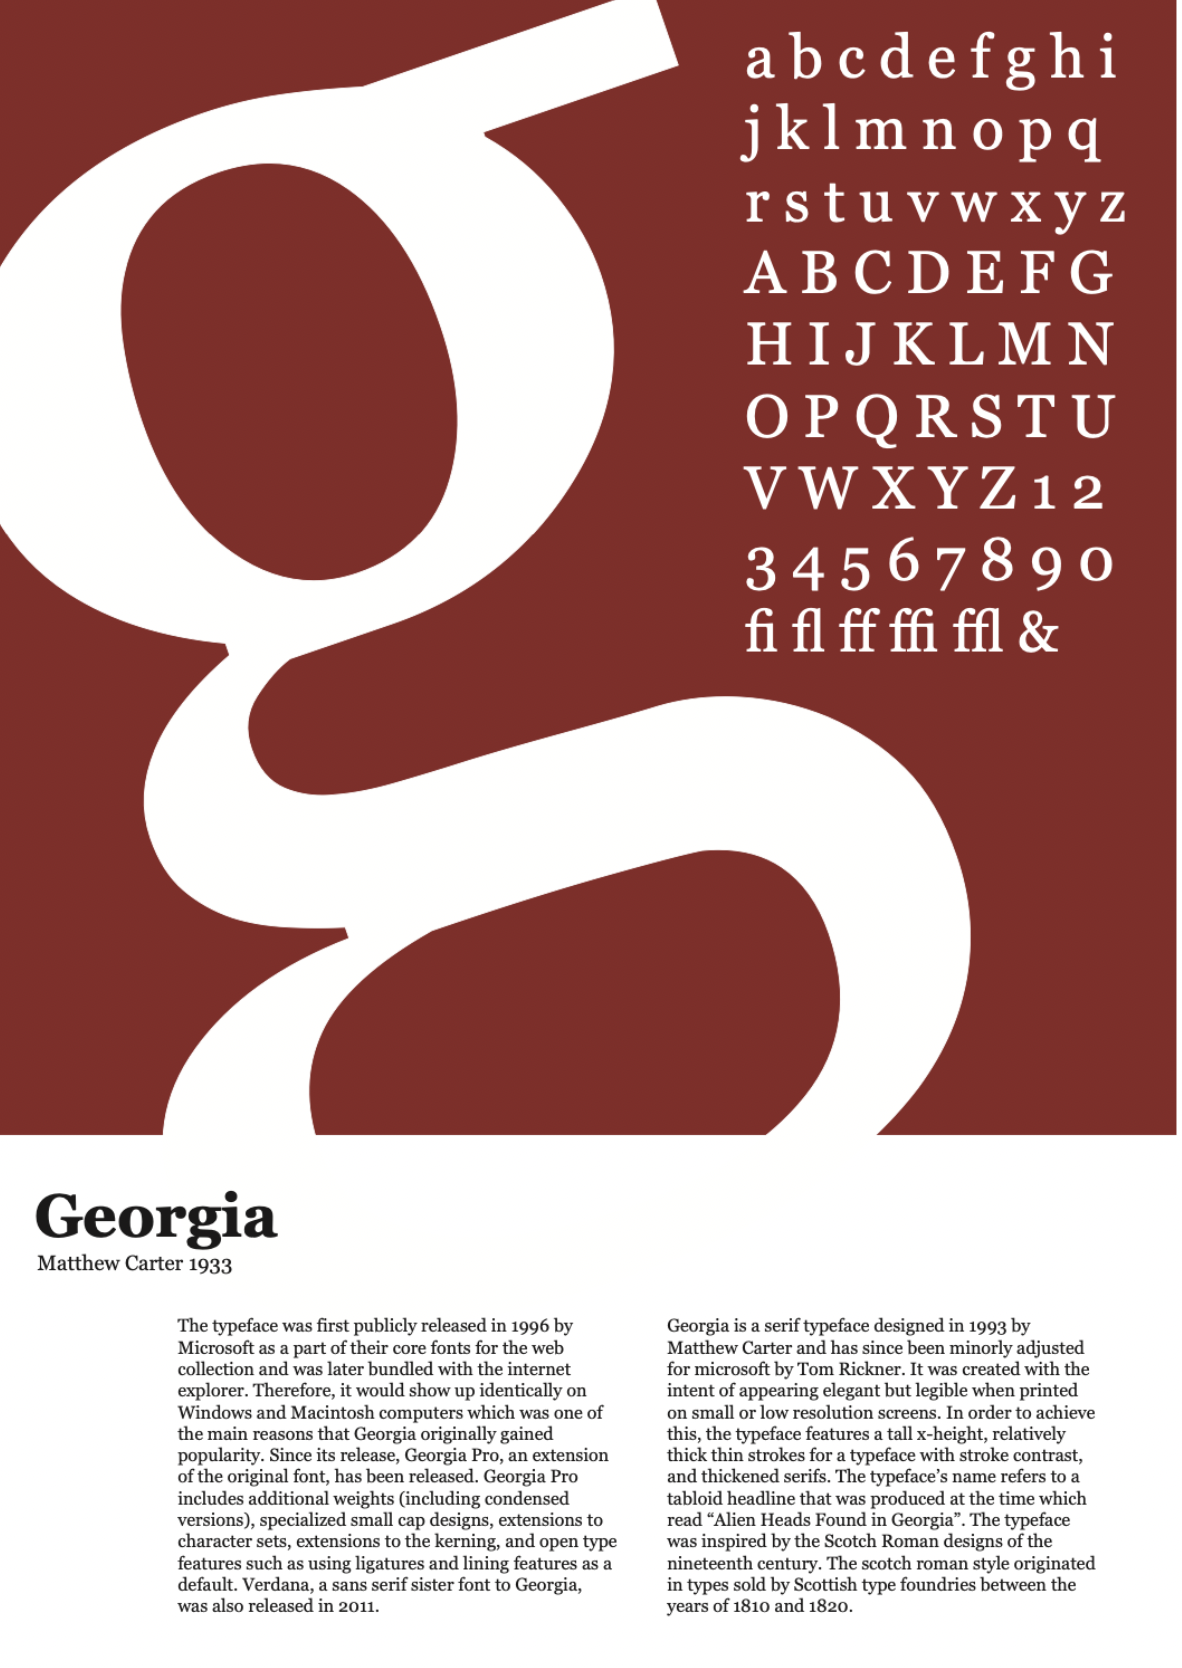 g
a b c d e f g h i
j k l m n o p q
r s t u v w x y z
A B C D E F G
H I J K L M N
O P Q R S T U
V W X Y Z 1 2
3 4 5 6 7 8 9 0
fi fl ff ffi ffl &
Georgia
Matthew Carter 1933
The typeface was first publicly released in 1996 by
Microsoft as a part of their core fonts for the web
collection and was later bundled with the internet
explorer. Therefore, it would show up identically on
Windows and Macintosh computers which was one of
the main reasons that Georgia originally gained
popularity. Since its release, Georgia Pro, an extension
of the original font, has been released. Georgia Pro
includes additional weights (including condensed
versions), specialized small cap designs, extensions to
character sets, extensions to the kerning, and open type
features such as using ligatures and lining features as a
default. Verdana, a sans serif sister font to Georgia,
was also released in 2011.
Georgia is a serif typeface designed in 1993 by
Matthew Carter and has since been minorly adjusted
for microsoft by Tom Rickner. It was created with the
intent of appearing elegant but legible when printed
on small or low resolution screens. In order to achieve
this, the typeface features a tall x-height, relatively
thick thin strokes for a typeface with stroke contrast,
and thickened serifs. The typeface's name refers to a
tabloid headline that was produced at the time which
read “Alien Heads Found in Georgia”. The typeface
was inspired by the Scotch Roman designs of the
nineteenth century. The scotch roman style originated
in types sold by Scottish type foundries between the
years of 1810 and 1820.